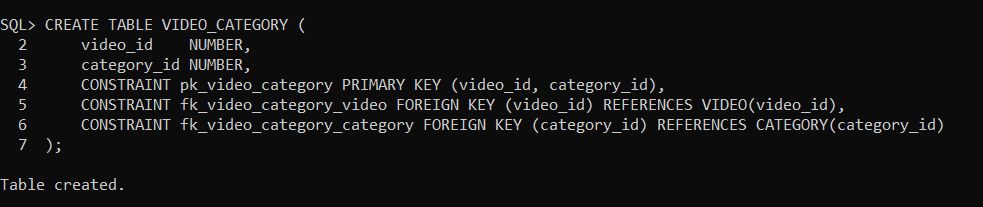 SQL> CREATE TABLE VIDEO_CATEGORY (
  2      video_id    NUMBER,
  3      category_id NUMBER,
  4      CONSTRAINT pk_video_category PRIMARY KEY (video_id, category_id),
  5      CONSTRAINT fk_video_category_video FOREIGN KEY (video_id) REFERENCES VIDEO(video_id),
  6      CONSTRAINT fk_video_category_category FOREIGN KEY (category_id) REFERENCES CATEGORY(category_id)
  7  );
Table created.